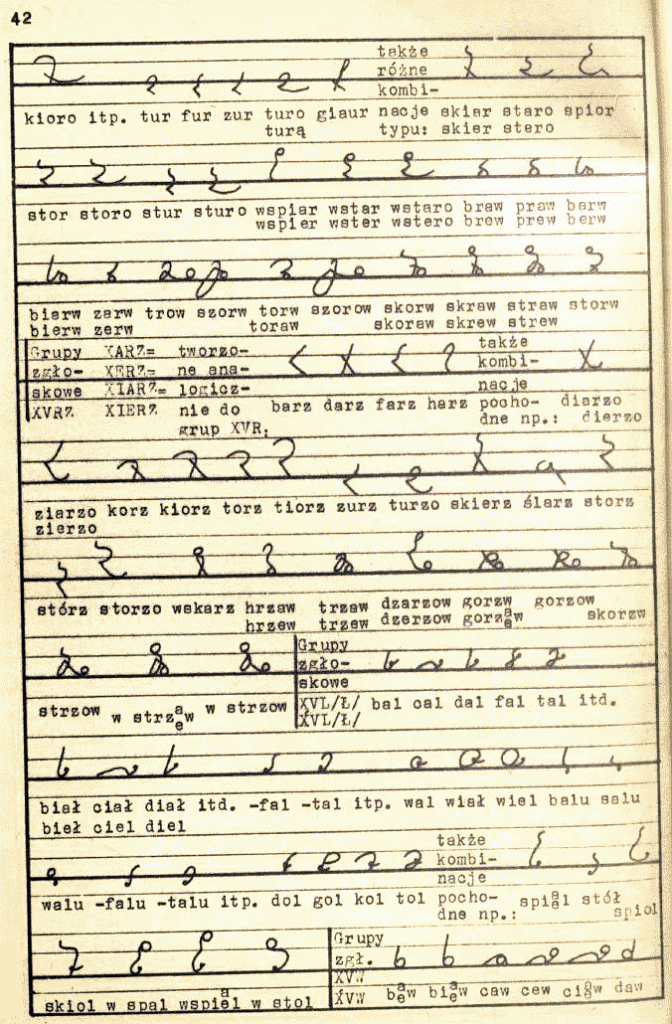 42
także
różne
kombi-
kioro itp. tur fur zur turo giaur nacje skiar staro spior
turą typu: skier stero
stor storo stur sturo wspiar wstar wstaro braw praw barw
wspier wster wstero brew prew berw
biarw zarw trow szorw torw szorow skorw skraw straw storw
bierw zerw toraw skoraw skrew strew
Grupy XARZ= tworzo- także
zgło- XERZ= ne ana- kombi-
skowe XIARZ= logicz- nacje
XVRZ XIERZ nie do barz darz farz harz pocho- diarzo
grup XVR. dne np.: dierzo
ziarzo korz kiorz torz tiorz zurz turzo skierz ślarz storz
zierzo
stórz storzo wskarz hrzaw trzaw dzarzow gorzw gorzow
hrzew trzew dzerzow gorzaew skorzw
Grupy
zgło-
skowe
strzow w strzaew w strzow XVL/Ł/ bal cal dal fal tal itd.
XVL/Ł/
biał ciał diał itd. -fal -tal itp. wal wiał wiel balu salu
bieł ciel diel
także
kombi-
nacje
walu -falu -talu itp. dol gol kol tol pocho- spiael stół
dne np.: spiol
Grupy
zgł.
XVW
skiol w spal wspiael w stol XVW baew biaew caw cew ciaew daw